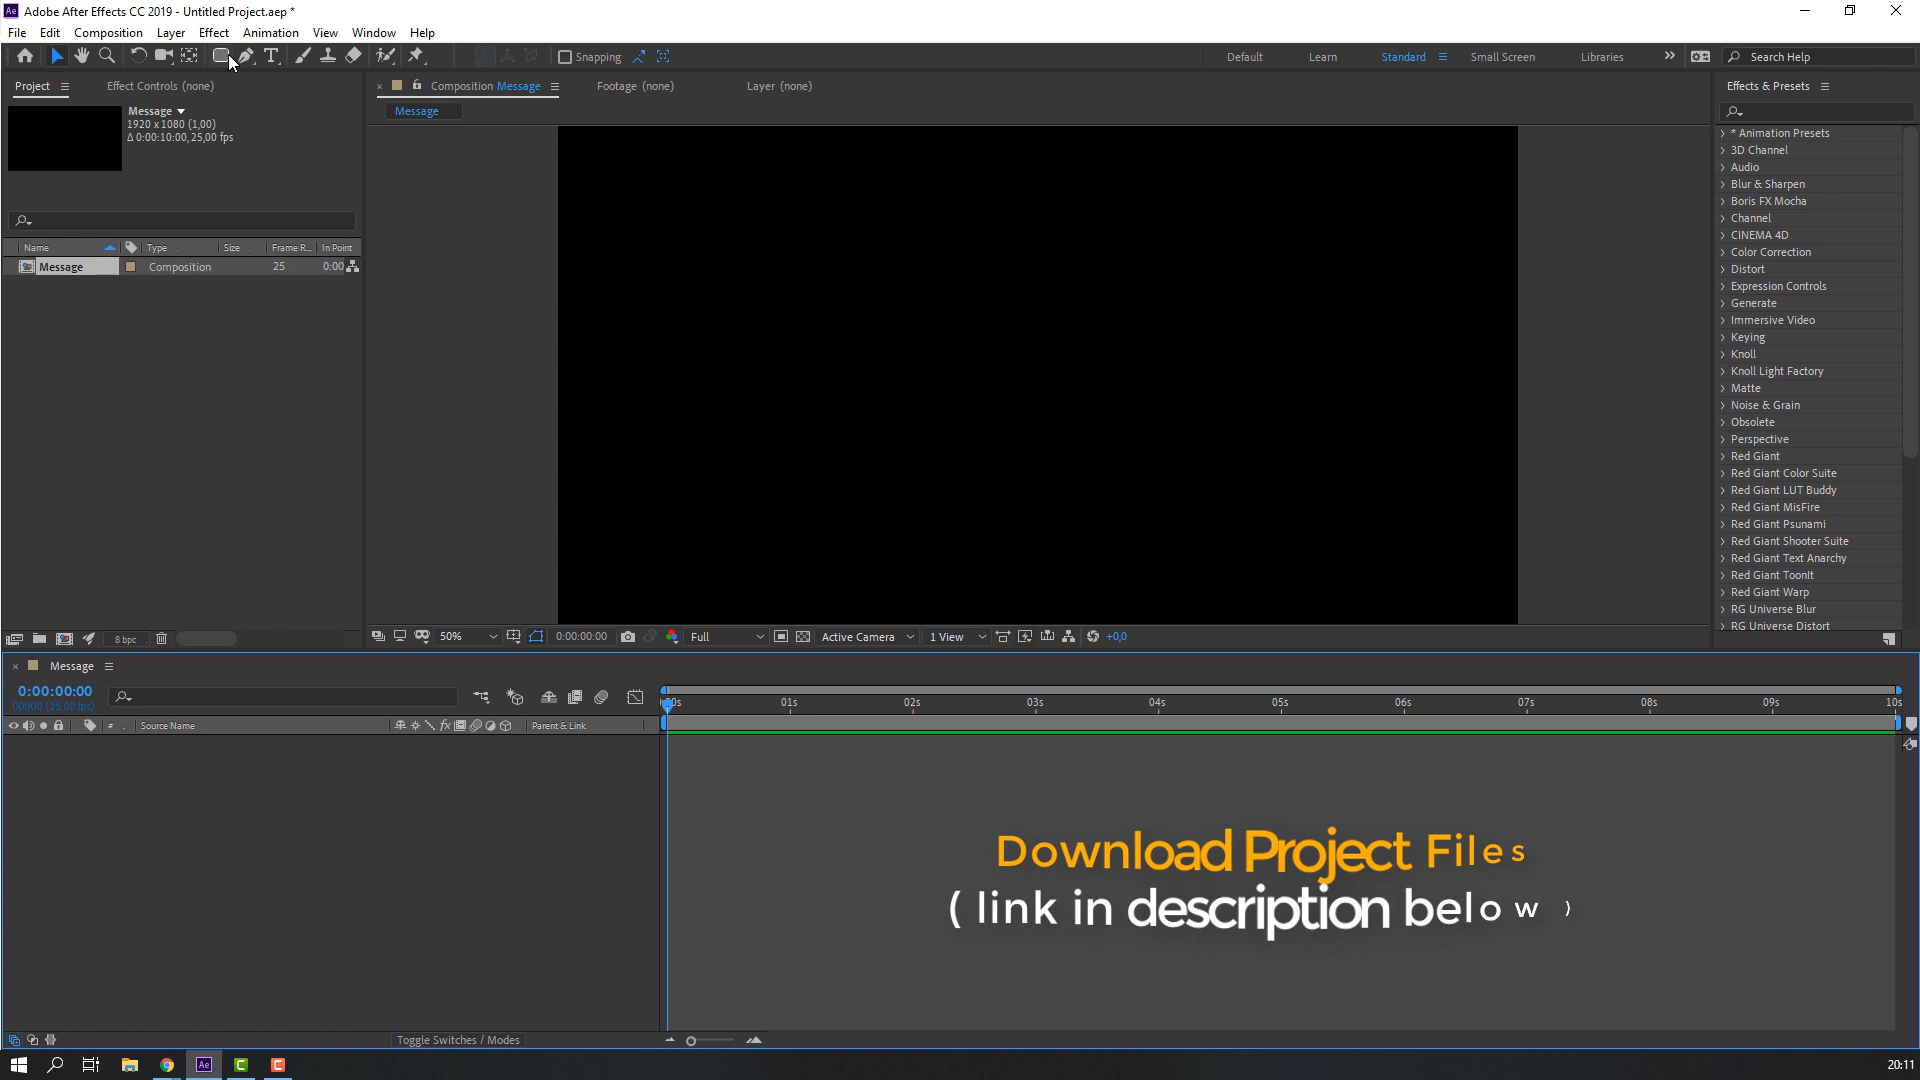 Adobe After Effects CC 2019 - Untitled Project.aep *
File Edit Composition Layer Effect Animation View Window Help
Snapping Default Learn Standard Small Screen Libraries Search Help
Project Effect Controls (none)
Composition Message Footage (none) Layer (none)
Effects & Presets
Message
1920 x 1080 (1,00)
Δ 0:00:10:00, 25,00 fps
Message
Name Type Size Frame R... In Point
Message Composition 25 0:00
* Animation Presets
3D Channel
Audio
Blur & Sharpen
Boris FX Mocha
Channel
CINEMA 4D
Color Correction
Distort
Expression Controls
Generate
Immersive Video
Keying
Knoll
Knoll Light Factory
Matte
Noise & Grain
Obsolete
Perspective
Red Giant
Red Giant Color Suite
Red Giant LUT Buddy
Red Giant MisFire
Red Giant Psunami
Red Giant Shooter Suite
Red Giant Text Anarchy
Red Giant ToonIt
Red Giant Warp
RG Universe Blur
RG Universe Distort
8 bpc
50% 0:00:00:00 Full Active Camera 1 View +0,0
Message
0:00:00:00
00000 (25.00 fps)
:00s 01s 02s 03s 04s 05s 06s 07s 08s 09s 10s
# Source Name Parent & Link
Download Project Files
( link in description below )
Toggle Switches / Modes
20:11